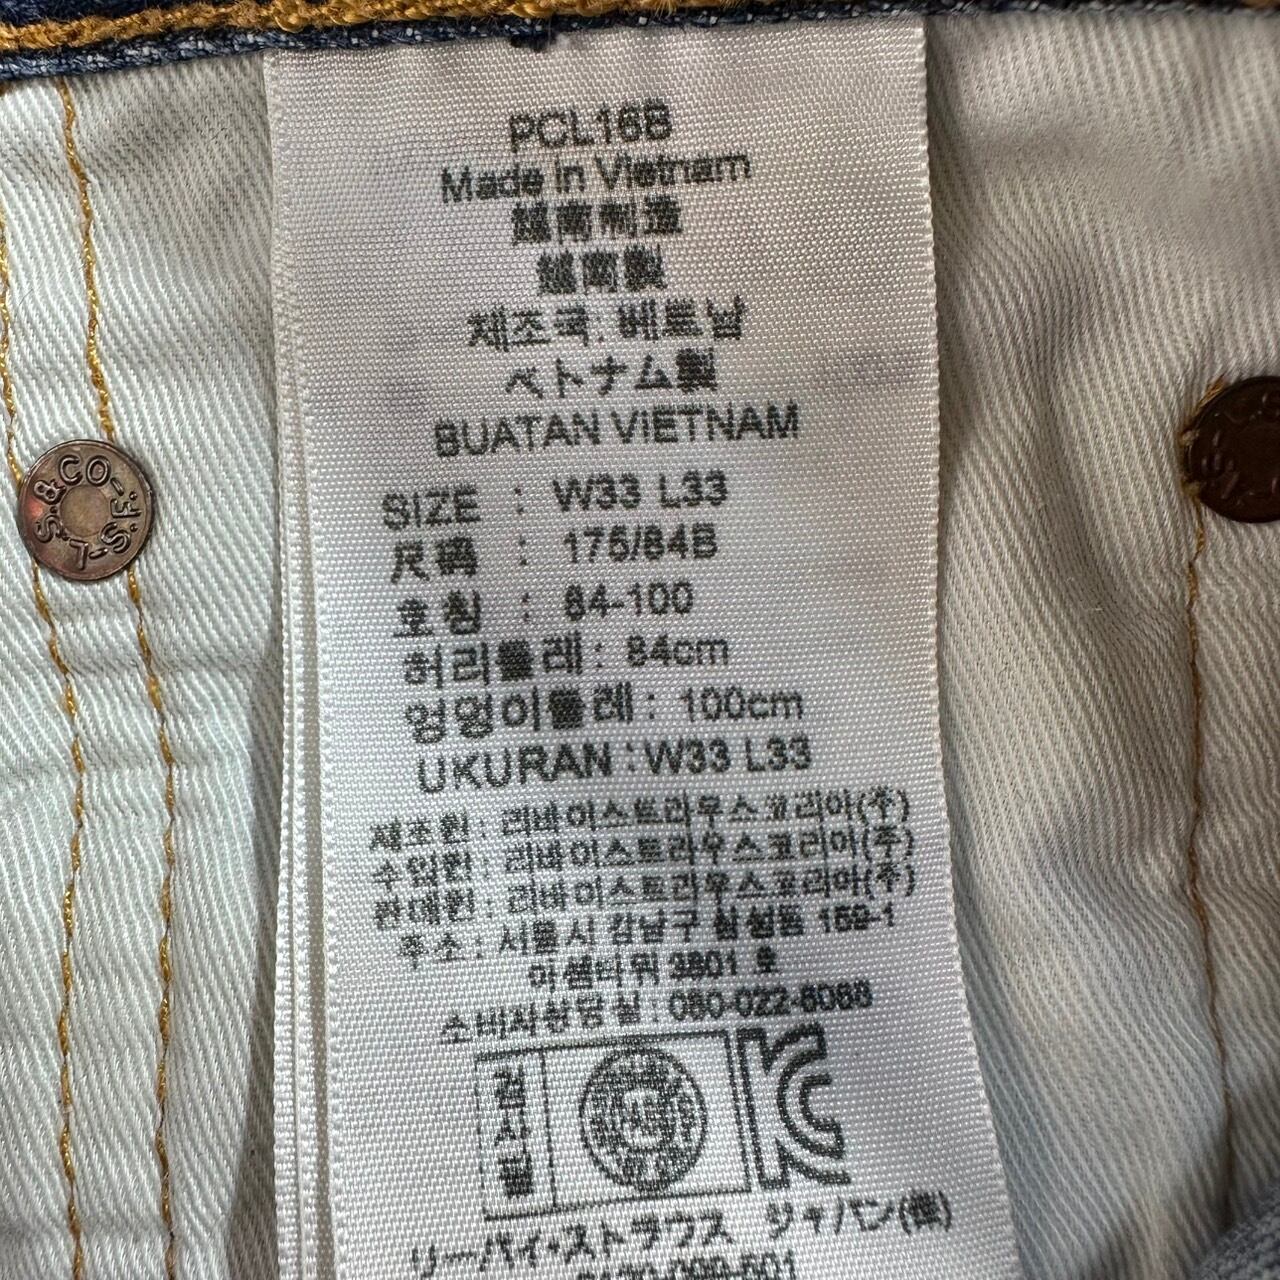 PCL16B
Made in Vietnam
越南制造
越南製
제조국: 베트남
ベトナム製
BUATAN VIETNAM
SIZE : W33 L33
尺碼 : 175/84B
호칭 : 84-100
허리둘레: 84cm
엉덩이둘레: 100cm
UKURAN :W33 L33
제조원: 리바이스트라우스코리아(주)
수입원: 리바이스트라우스코리아(주)
판매원: 리바이스트라우스코리아(주)
주소: 서울시 강남구 삼성동 159-1
아셈타워 3801 호
소비자상당실: 080-022-6088
검사필
リーバイ・ストラウス ジャパン(株)
L.S.&CO-S.F.